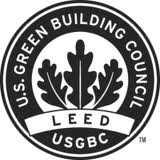 U.S. GREEN BUILDING COUNCIL
LEED
USGBC
™